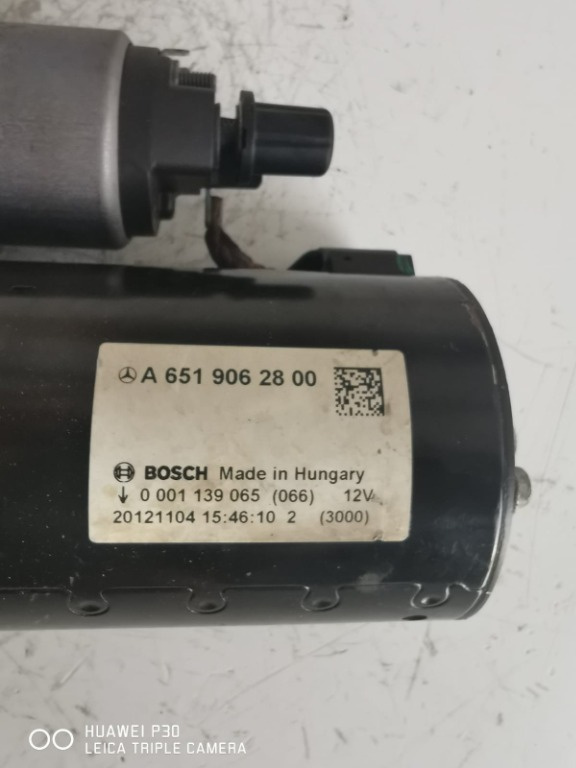 A 651 906 28 00
BOSCH Made in Hungary
0 001 139 065 (066) 12V
20121104 15:46:10 2 (3000)
HUAWEI P30
LEICA TRIPLE CAMERA